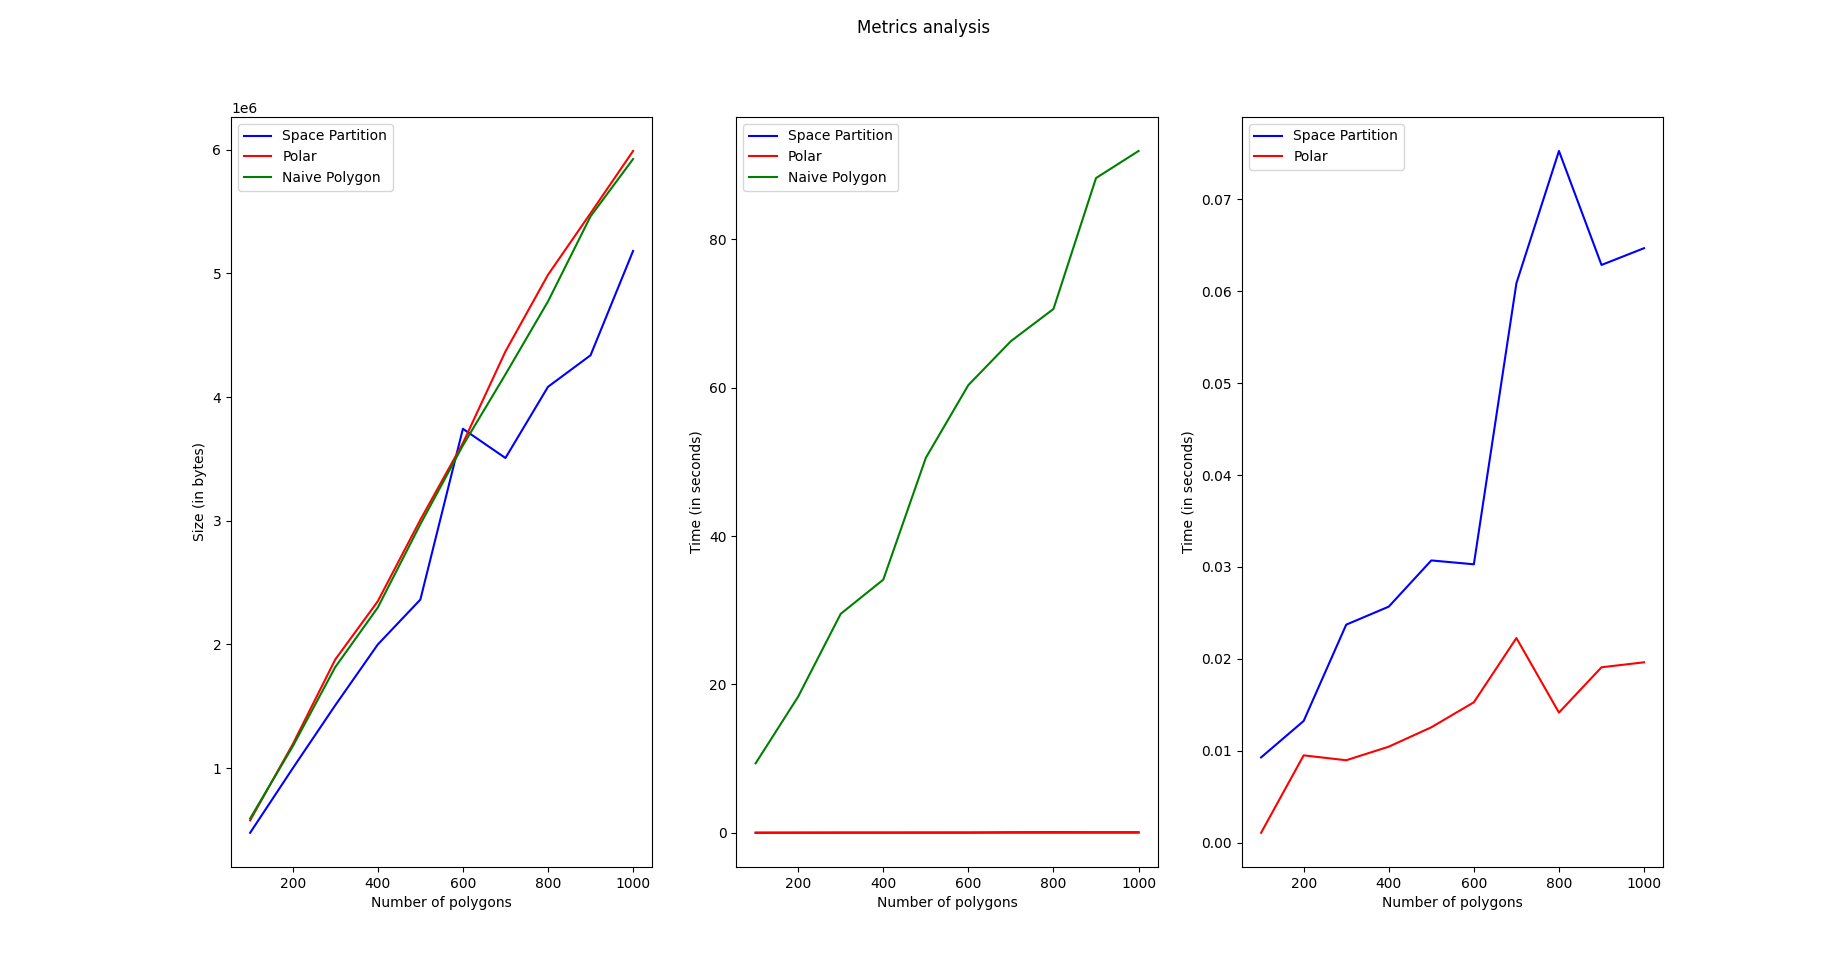 Metrics analysis
1e6
Space Partition
Polar
Naive Polygon
6
5
4
3
2
1
Size (in bytes)
200 400 600 800 1000
Number of polygons
Space Partition
Polar
Naive Polygon
80
60
40
20
0
Time (in seconds)
200 400 600 800 1000
Number of polygons
Space Partition
Polar
0.07
0.06
0.05
0.04
0.03
0.02
0.01
0.00
Time (in seconds)
200 400 600 800 1000
Number of polygons